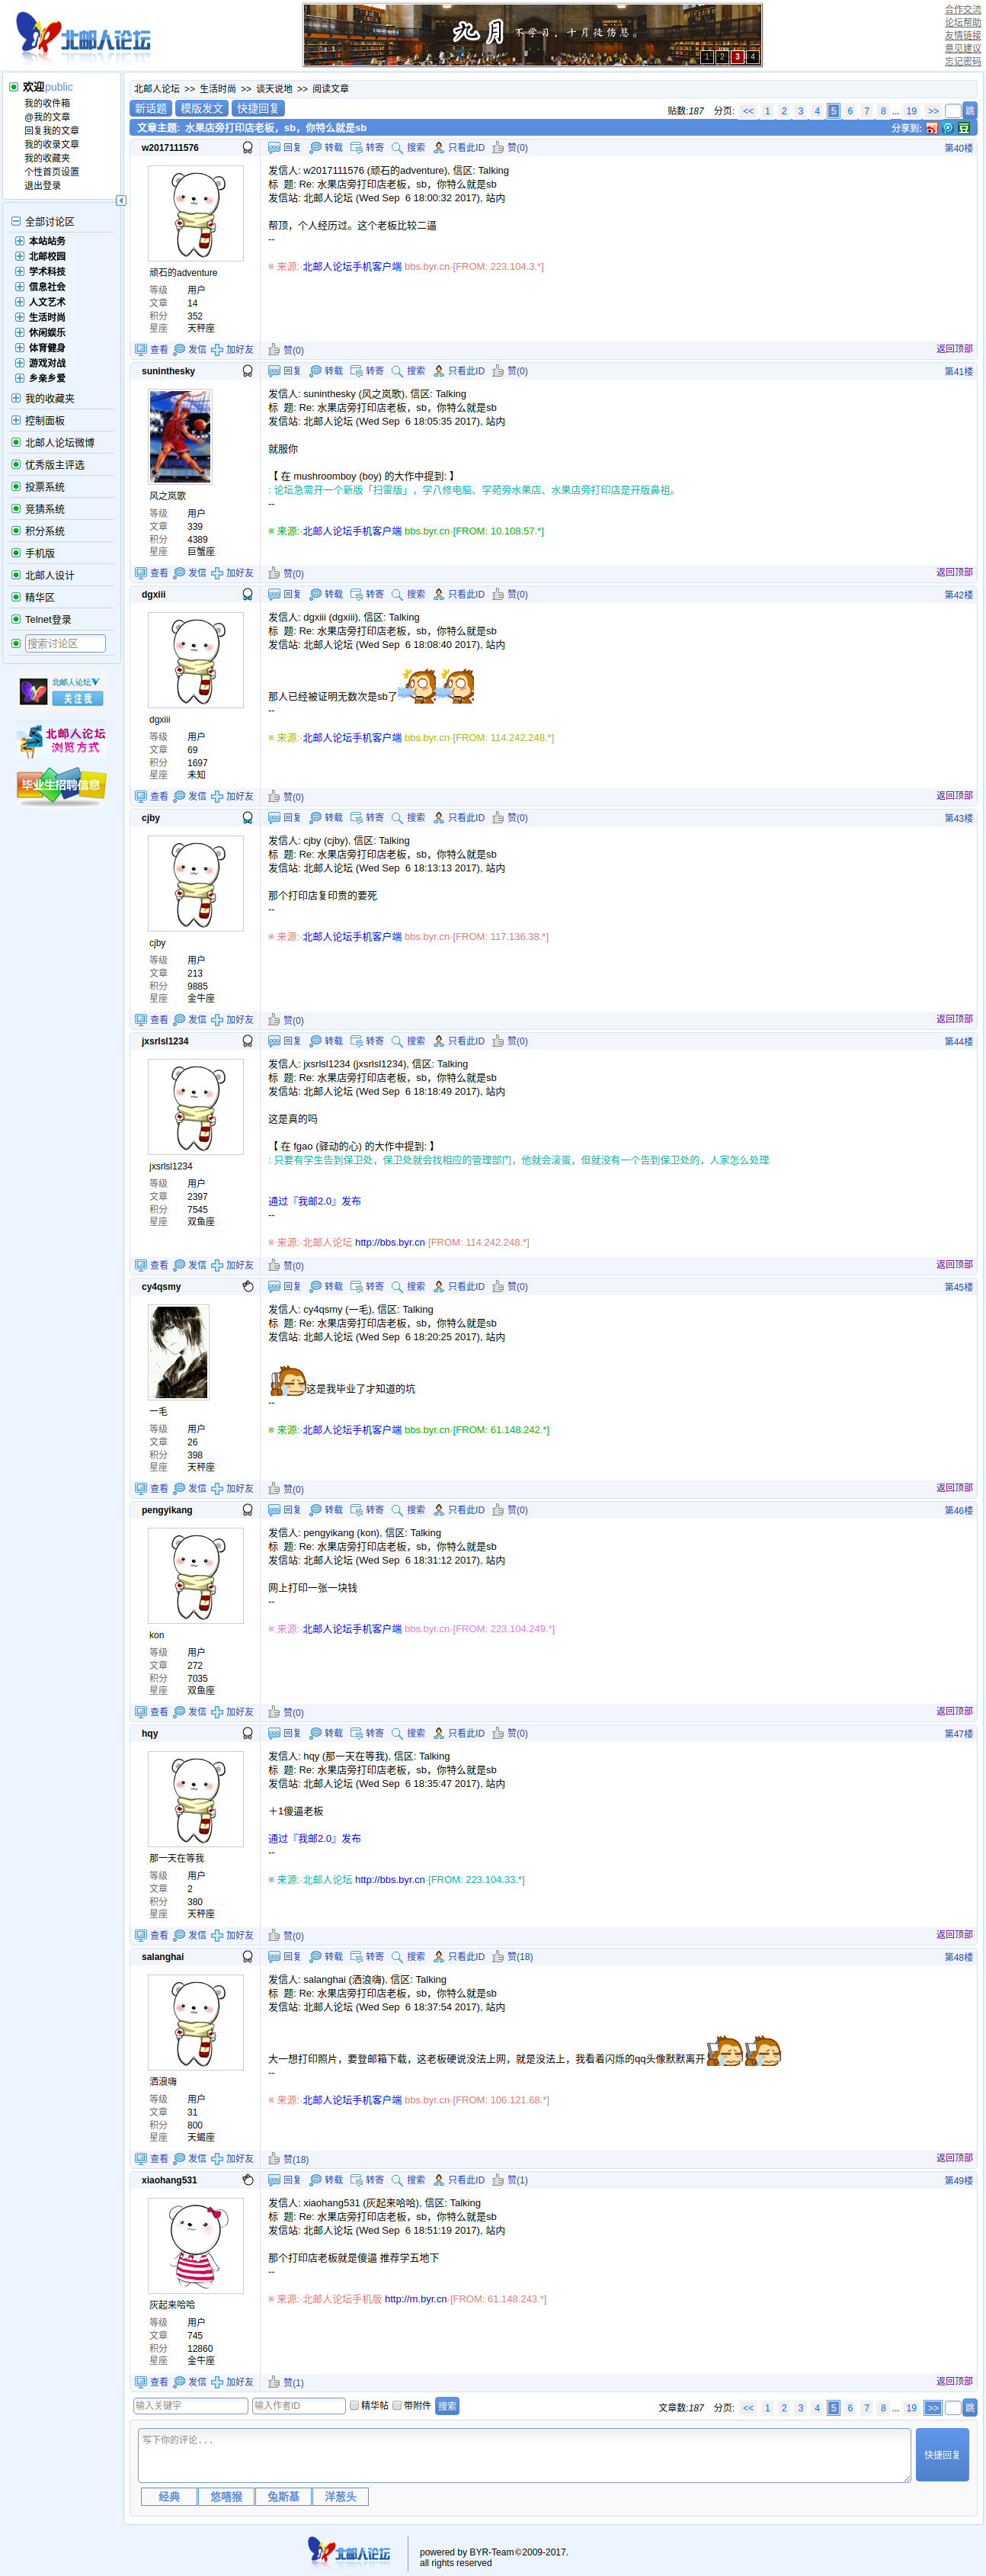 北邮人论坛
九月 不学习，十月徒伤悲。
1 2 3 4
合作交流
论坛帮助
友情链接
意见建议
忘记密码
欢迎public
我的收件箱
@我的文章
回复我的文章
我的收录文章
我的收藏夹
个性首页设置
退出登录
全部讨论区
本站站务
北邮校园
学术科技
信息社会
人文艺术
生活时尚
休闲娱乐
体育健身
游戏对战
乡亲乡爱
我的收藏夹
控制面板
北邮人论坛微博
优秀版主评选
投票系统
竞猜系统
积分系统
手机版
北邮人设计
精华区
Telnet登录
搜索讨论区
北邮人论坛
关注我
北邮人论坛
浏览方式
毕业生招聘信息
北邮人论坛 >> 生活时尚 >> 谈天说地 >> 阅读文章
新话题 模版发文 快捷回复
贴数:187 分页: << 1 2 3 4 5 6 7 8 ... 19 >> 跳
文章主题: 水果店旁打印店老板，sb，你特么就是sb 分享到:
w2017111576 回复 转载 转寄 搜索 只看此ID 赞(0) 第40楼
发信人: w2017111576 (顽石的adventure), 信区: Talking
标 题: Re: 水果店旁打印店老板，sb，你特么就是sb
发信站: 北邮人论坛 (Wed Sep 6 18:00:32 2017), 站内
帮顶，个人经历过。这个老板比较二逼
--
※ 来源:·北邮人论坛手机客户端 bbs.byr.cn·[FROM: 223.104.3.*]
顽石的adventure
等级 用户
文章 14
积分 352
星座 天秤座
查看 发信 加好友 赞(0) 返回顶部
suninthesky 回复 转载 转寄 搜索 只看此ID 赞(0) 第41楼
发信人: suninthesky (风之岚歌), 信区: Talking
标 题: Re: 水果店旁打印店老板，sb，你特么就是sb
发信站: 北邮人论坛 (Wed Sep 6 18:05:35 2017), 站内
就服你
【 在 mushroomboy (boy) 的大作中提到: 】
: 论坛急需开一个新版「扫雷版」，学八修电脑、学苑旁水果店、水果店旁打印店是开版鼻祖。
--
※ 来源:·北邮人论坛手机客户端 bbs.byr.cn·[FROM: 10.108.57.*]
风之岚歌
等级 用户
文章 339
积分 4389
星座 巨蟹座
查看 发信 加好友 赞(0) 返回顶部
dgxiii 回复 转载 转寄 搜索 只看此ID 赞(0) 第42楼
发信人: dgxiii (dgxiii), 信区: Talking
标 题: Re: 水果店旁打印店老板，sb，你特么就是sb
发信站: 北邮人论坛 (Wed Sep 6 18:08:40 2017), 站内
那人已经被证明无数次是sb了
--
※ 来源:·北邮人论坛手机客户端 bbs.byr.cn·[FROM: 114.242.248.*]
dgxiii
等级 用户
文章 69
积分 1697
星座 未知
查看 发信 加好友 赞(0) 返回顶部
cjby 回复 转载 转寄 搜索 只看此ID 赞(0) 第43楼
发信人: cjby (cjby), 信区: Talking
标 题: Re: 水果店旁打印店老板，sb，你特么就是sb
发信站: 北邮人论坛 (Wed Sep 6 18:13:13 2017), 站内
那个打印店复印贵的要死
--
※ 来源:·北邮人论坛手机客户端 bbs.byr.cn·[FROM: 117.136.38.*]
cjby
等级 用户
文章 213
积分 9885
星座 金牛座
查看 发信 加好友 赞(0) 返回顶部
jxsrlsl1234 回复 转载 转寄 搜索 只看此ID 赞(0) 第44楼
发信人: jxsrlsl1234 (jxsrlsl1234), 信区: Talking
标 题: Re: 水果店旁打印店老板，sb，你特么就是sb
发信站: 北邮人论坛 (Wed Sep 6 18:18:49 2017), 站内
这是真的吗
【 在 fgao (驿动的心) 的大作中提到: 】
: 只要有学生告到保卫处，保卫处就会找相应的管理部门，他就会滚蛋，但就没有一个告到保卫处的，人家怎么处理
通过『我邮2.0』发布
--
※ 来源:·北邮人论坛 http://bbs.byr.cn·[FROM: 114.242.248.*]
jxsrlsl1234
等级 用户
文章 2397
积分 7545
星座 双鱼座
查看 发信 加好友 赞(0) 返回顶部
cy4qsmy 回复 转载 转寄 搜索 只看此ID 赞(0) 第45楼
发信人: cy4qsmy (一毛), 信区: Talking
标 题: Re: 水果店旁打印店老板，sb，你特么就是sb
发信站: 北邮人论坛 (Wed Sep 6 18:20:25 2017), 站内
这是我毕业了才知道的坑
--
※ 来源:·北邮人论坛手机客户端 bbs.byr.cn·[FROM: 61.148.242.*]
一毛
等级 用户
文章 26
积分 398
星座 天秤座
查看 发信 加好友 赞(0) 返回顶部
pengyikang 回复 转载 转寄 搜索 只看此ID 赞(0) 第46楼
发信人: pengyikang (kon), 信区: Talking
标 题: Re: 水果店旁打印店老板，sb，你特么就是sb
发信站: 北邮人论坛 (Wed Sep 6 18:31:12 2017), 站内
网上打印一张一块钱
--
※ 来源:·北邮人论坛手机客户端 bbs.byr.cn·[FROM: 223.104.249.*]
kon
等级 用户
文章 272
积分 7035
星座 双鱼座
查看 发信 加好友 赞(0) 返回顶部
hqy 回复 转载 转寄 搜索 只看此ID 赞(0) 第47楼
发信人: hqy (那一天在等我), 信区: Talking
标 题: Re: 水果店旁打印店老板，sb，你特么就是sb
发信站: 北邮人论坛 (Wed Sep 6 18:35:47 2017), 站内
＋1傻逼老板
通过『我邮2.0』发布
--
※ 来源:·北邮人论坛 http://bbs.byr.cn·[FROM: 223.104.33.*]
那一天在等我
等级 用户
文章 2
积分 380
星座 天秤座
查看 发信 加好友 赞(0) 返回顶部
salanghai 回复 转载 转寄 搜索 只看此ID 赞(18) 第48楼
发信人: salanghai (洒浪嗨), 信区: Talking
标 题: Re: 水果店旁打印店老板，sb，你特么就是sb
发信站: 北邮人论坛 (Wed Sep 6 18:37:54 2017), 站内
大一想打印照片，要登邮箱下载，这老板硬说没法上网，就是没法上，我看着闪烁的qq头像默默离开
--
※ 来源:·北邮人论坛手机客户端 bbs.byr.cn·[FROM: 106.121.68.*]
洒浪嗨
等级 用户
文章 31
积分 800
星座 天蝎座
查看 发信 加好友 赞(18) 返回顶部
xiaohang531 回复 转载 转寄 搜索 只看此ID 赞(1) 第49楼
发信人: xiaohang531 (灰起来哈哈), 信区: Talking
标 题: Re: 水果店旁打印店老板，sb，你特么就是sb
发信站: 北邮人论坛 (Wed Sep 6 18:51:19 2017), 站内
那个打印店老板就是傻逼 推荐学五地下
--
※ 来源:·北邮人论坛手机版 http://m.byr.cn·[FROM: 61.148.243.*]
灰起来哈哈
等级 用户
文章 745
积分 12860
星座 金牛座
查看 发信 加好友 赞(1) 返回顶部
输入关键字 输入作者ID 精华帖 带附件 搜索 文章数:187 分页: << 1 2 3 4 5 6 7 8 ... 19 >> 跳
写下你的评论...
快捷回复
经典 悠嘻猴 兔斯基 洋葱头
北邮人论坛
powered by BYR-Team©2009-2017.
all rights reserved